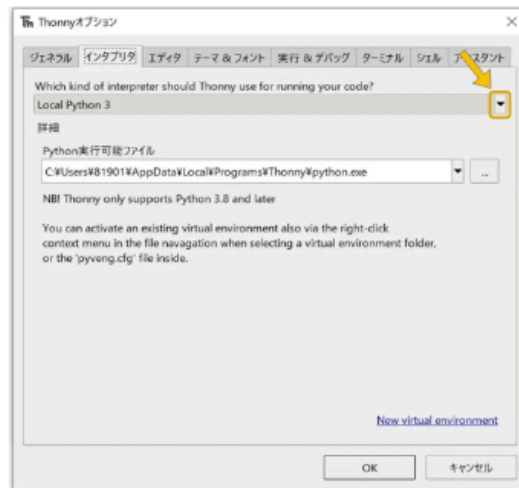 Thonnyオプション
ジェネラル インタプリタ エディタ テーマ & フォント 実行 & デバッグ ターミナル シェル アシスタント
Which kind of interpreter should Thonny use for running your code?
Local Python 3
詳細
Python実行可能ファイル
C:¥Users¥81901¥AppData¥Local¥Programs¥Thonny¥python.exe
...
NB! Thonny only supports Python 3.8 and later
You can activate an existing virtual environment also via the right-click
context menu in the file navagation when selecting a virtual environment folder,
or the 'pyveng.cfg' file inside.
New virtual environment
OK キャンセル